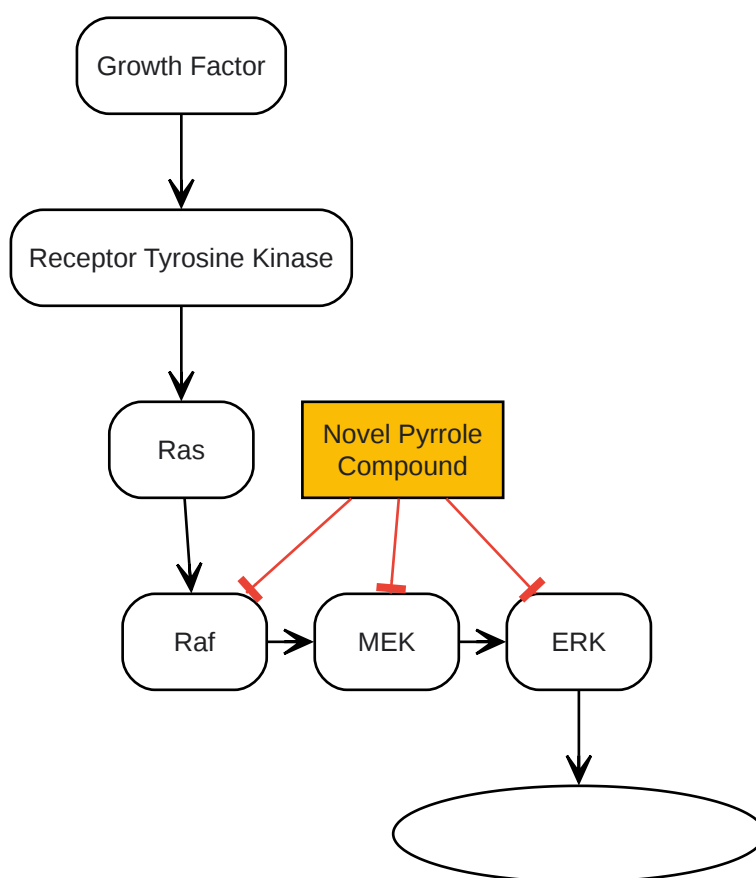 Growth Factor
Receptor Tyrosine Kinase
Ras
Novel Pyrrole
Compound
Raf
MEK
ERK